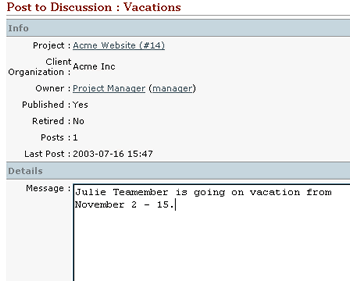 Post to Discussion : Vacations
Info
Project : Acme Website (#14)
Client Organization : Acme Inc
Owner : Project Manager (manager)
Published : Yes
Retired : No
Posts : 1
Last Post : 2003-07-16 15:47
Details
Message : Julie Teamember is going on vacation from
November 2 - 15.